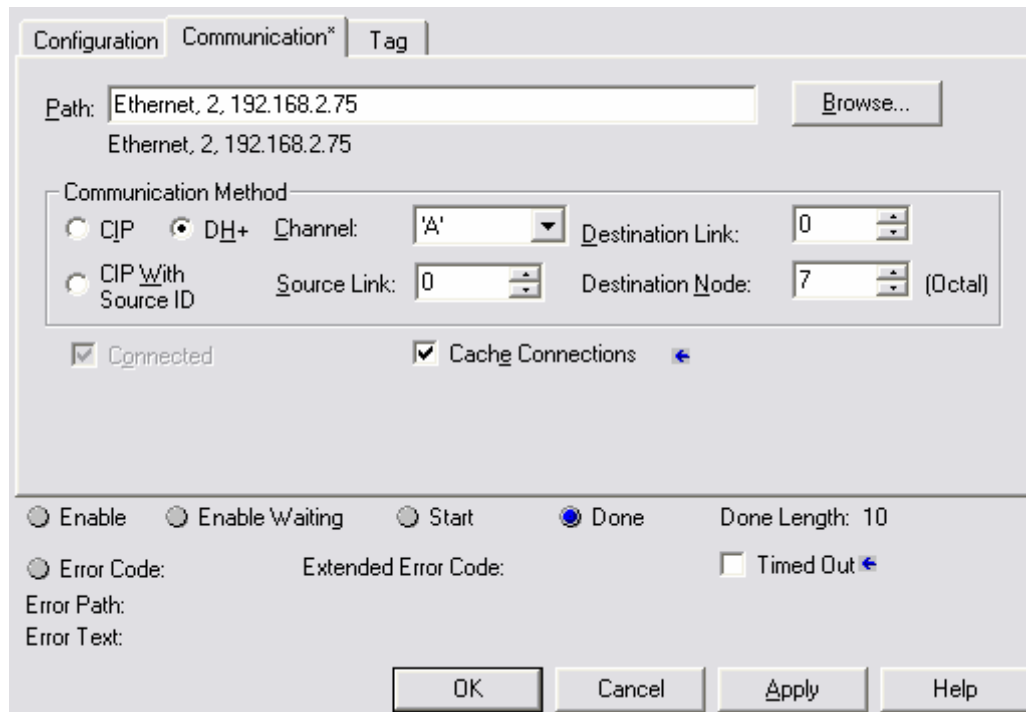 Configuration Communication* Tag
Path: Ethernet, 2, 192.168.2.75 Browse...
Ethernet, 2, 192.168.2.75
Communication Method
CIP DH+ Channel: 'A' Destination Link: 0
CIP With Source ID Source Link: 0 Destination Node: 7 (Octal)
Connected Cache Connections
Enable Enable Waiting Start Done Done Length: 10
Error Code: Extended Error Code: Timed Out
Error Path:
Error Text:
OK Cancel Apply Help